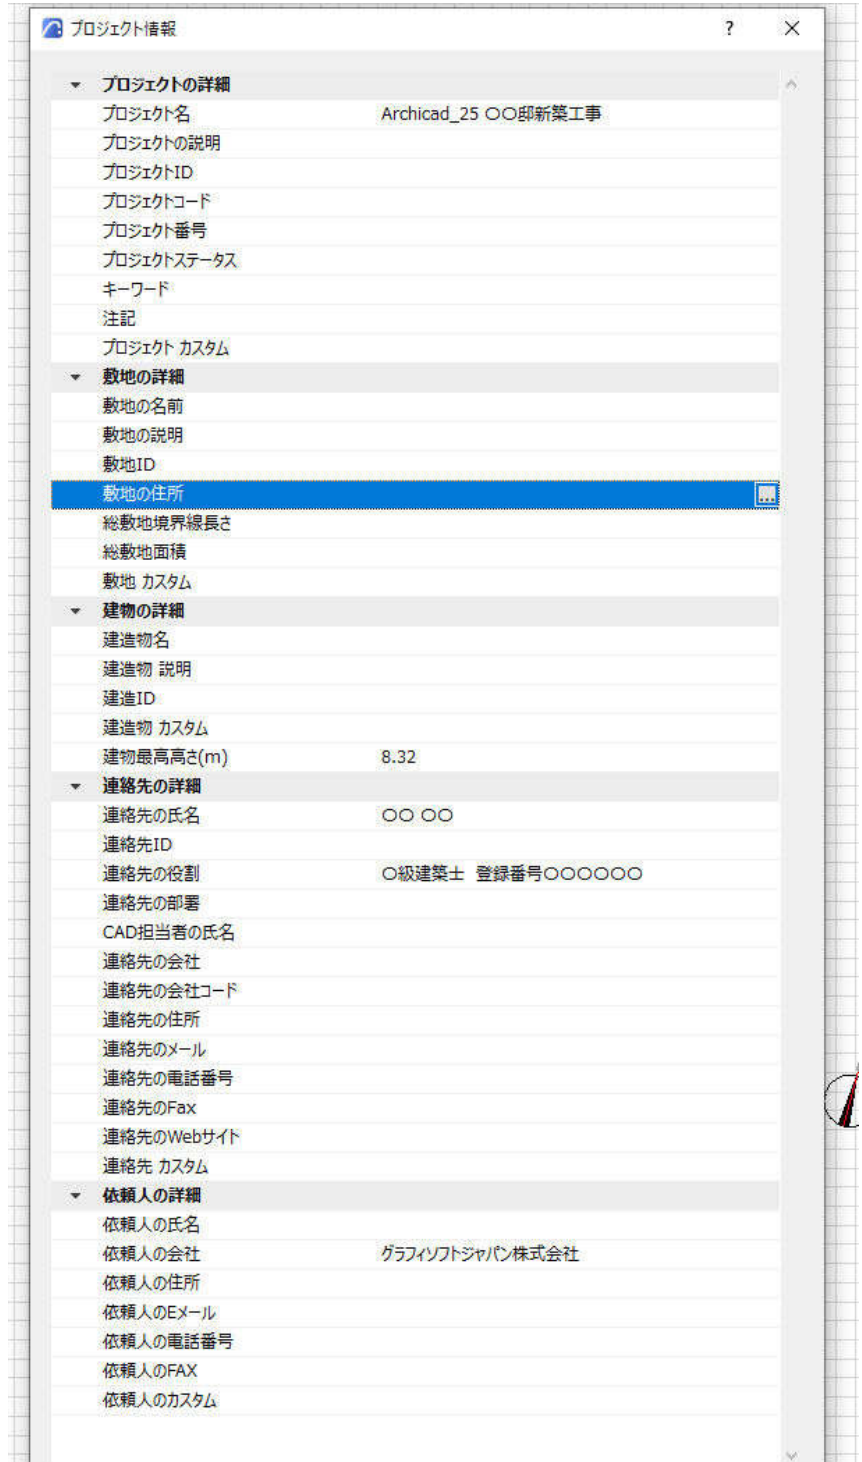 プロジェクト情報 ? ×
プロジェクトの詳細
プロジェクト名 Archicad_25 〇〇邸新築工事
プロジェクトの説明
プロジェクトID
プロジェクトコード
プロジェクト番号
プロジェクトステータス
キーワード
注記
プロジェクト カスタム
敷地の詳細
敷地の名前
敷地の説明
敷地ID
敷地の住所 ...
総敷地境界線長さ
総敷地面積
敷地 カスタム
建物の詳細
建造物名
建造物 説明
建造ID
建造物 カスタム
建物最高高さ(m) 8.32
連絡先の詳細
連絡先の氏名 〇〇 〇〇
連絡先ID
連絡先の役割 〇級建築士 登録番号〇〇〇〇〇〇
連絡先の部署
CAD担当者の氏名
連絡先の会社
連絡先の会社コード
連絡先の住所
連絡先のメール
連絡先の電話番号
連絡先のFax
連絡先のWebサイト
連絡先 カスタム
依頼人の詳細
依頼人の氏名
依頼人の会社 グラフィソフトジャパン株式会社
依頼人の住所
依頼人のEメール
依頼人の電話番号
依頼人のFAX
依頼人のカスタム